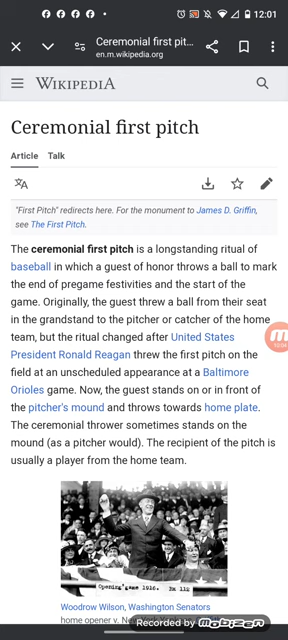 12:01
Ceremonial first pit...
en.m.wikipedia.org
WIKIPEDIA
Ceremonial first pitch
Article Talk
"First Pitch" redirects here. For the monument to James D. Griffin,
see The First Pitch.
The ceremonial first pitch is a longstanding ritual of
baseball in which a guest of honor throws a ball to mark
the end of pregame festivities and the start of the
game. Originally, the guest threw a ball from their seat
in the grandstand to the pitcher or catcher of the home
team, but the ritual changed after United States
President Ronald Reagan threw the first pitch on the
field at an unscheduled appearance at a Baltimore
Orioles game. Now, the guest stands on or in front of
the pitcher's mound and throws towards home plate.
The ceremonial thrower sometimes stands on the
mound (as a pitcher would). The recipient of the pitch is
usually a player from the home team.
Opening game 1916.
Woodrow Wilson, Washington Senators
home opener v. New York
Recorded by Mobizen